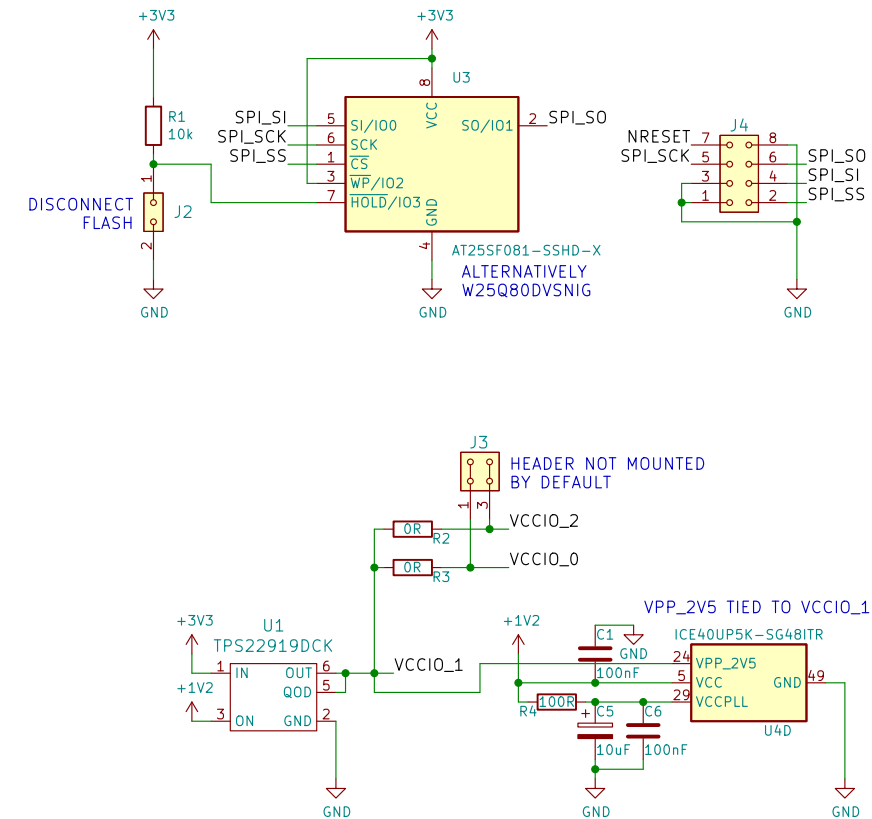 +3V3
+3V3
U3
8
VCC
R1
10k
SPI_SI 5 SI/IO0 SO/IO1 2 SPI_SO
SPI_SCK 6 SCK
SPI_SS 1 CS
3 WP/IO2
7 HOLD/IO3
GND
4
1
DISCONNECT
FLASH
J2
2
GND
AT25SF081-SSHD-X
ALTERNATIVELY
W25Q80DVSNIG
GND
J4
NRESET 7 8
SPI_SCK 5 6 SPI_SO
3 4 SPI_SI
1 2 SPI_SS
GND
J3
HEADER NOT MOUNTED
BY DEFAULT
1 3
VCCIO_2
0R
R2
VCCIO_0
0R
R3
+3V3
U1
TPS22919DCK
1 IN OUT 6 VCCIO_1
+1V2
QOD 5
3 ON GND 2
GND
VPP_2V5 TIED TO VCCIO_1
+1V2
C1
GND
100nF
ICE40UP5K-SG48ITR
24 VPP_2V5
5 VCC GND 49
29 VCCPLL
R4 100R
+ C5 C6
10uF 100nF
U4D
GND
GND